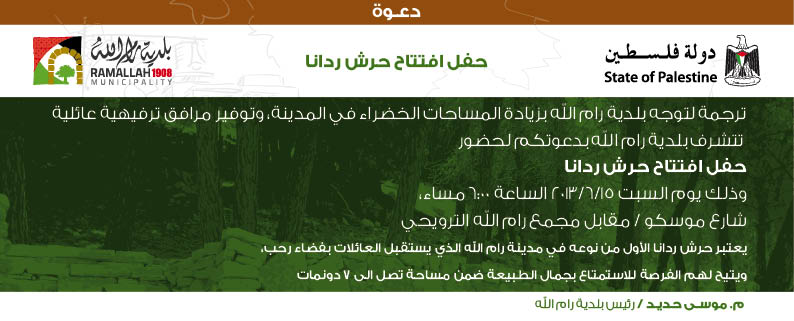 دعـوة
دولة فلسطين
State of Palestine
حفل افتتاح حرش ردانا
بلدية رام الله
RAMALLAH 1908
MUNICIPALITY
ترجمة لتوجه بلدية رام الله بزيادة المساحات الخضراء في المدينة، وتوفير مرافق ترفيهية عائلية
تتشرف بلدية رام الله بدعوتكم لحضور
حفل افتتاح حرش ردانا
وذلك يوم السبت ٢٠١٣/٦/١٥ الساعة ٦:٠٠ مساء،
شارع موسكو / مقابل مجمع رام الله الترويحي
يعتبر حرش ردانا الأول من نوعه في مدينة رام الله الذي يستقبل العائلات بفضاء رحب،
ويتيح لهم الفرصة للاستمتاع بجمال الطبيعة ضمن مساحة تصل الى ٧ دونمات
م. موسى حديد / رئيس بلدية رام الله